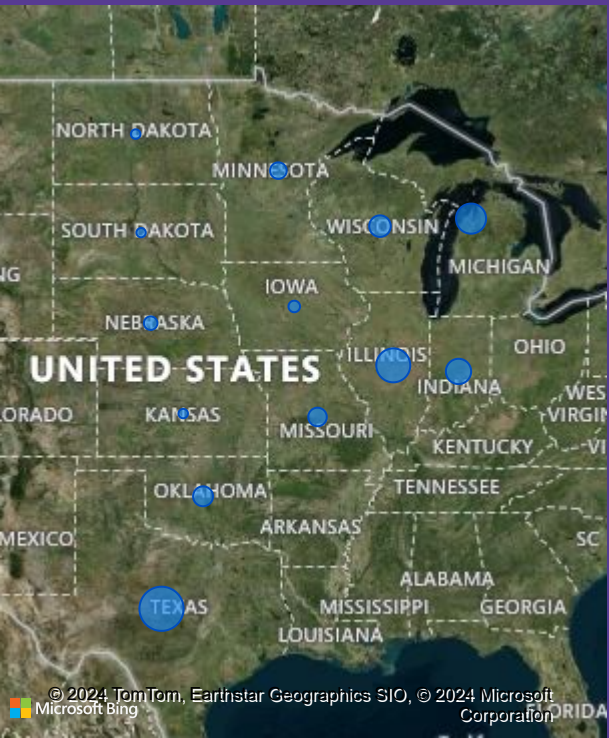 NORTH DAKOTA
MINNESOTA
SOUTH DAKOTA
WISCONSIN
MICHIGAN
NG
IOWA
NEBRASKA
OHIO
ILLINOIS
UNITED STATES
INDIANA
WES
VIRGIN
ORADO
KANSAS
MISSOURI
KENTUCKY
VI
TENNESSEE
OKLAHOMA
ARKANSAS
MEXICO
SC
ALABAMA
TEXAS
MISSISSIPPI
GEORGIA
LOUISIANA
© 2024 TomTom, Earthstar Geographics SIO, © 2024 Microsoft
Corporation
Microsoft Bing
FLORIDA